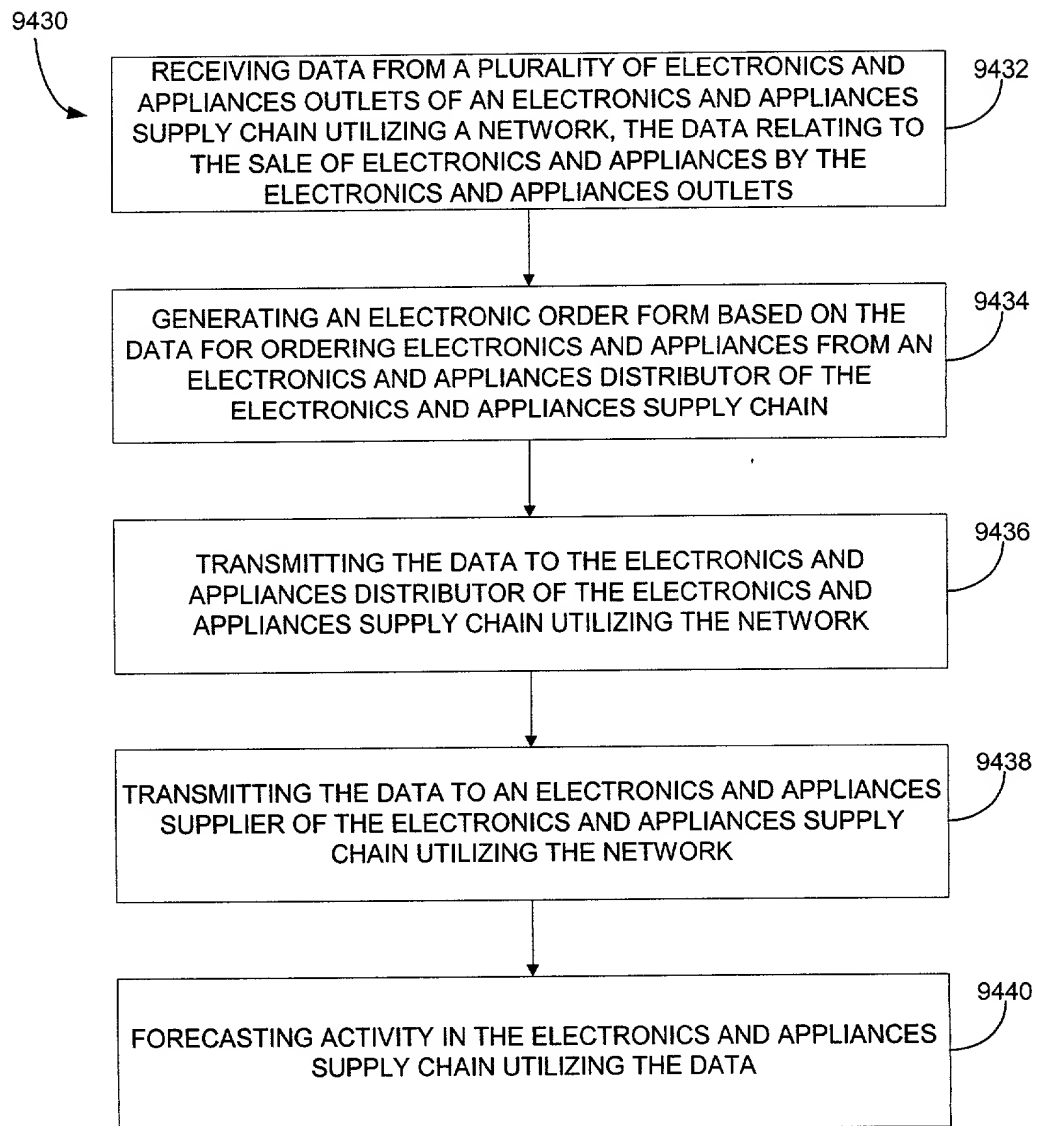 9430
RECEIVING DATA FROM A PLURALITY OF ELECTRONICS AND
APPLIANCES OUTLETS OF AN ELECTRONICS AND APPLIANCES
SUPPLY CHAIN UTILIZING A NETWORK, THE DATA RELATING TO
THE SALE OF ELECTRONICS AND APPLIANCES BY THE
ELECTRONICS AND APPLIANCES OUTLETS
9432
GENERATING AN ELECTRONIC ORDER FORM BASED ON THE
DATA FOR ORDERING ELECTRONICS AND APPLIANCES FROM AN
ELECTRONICS AND APPLIANCES DISTRIBUTOR OF THE
ELECTRONICS AND APPLIANCES SUPPLY CHAIN
9434
TRANSMITTING THE DATA TO THE ELECTRONICS AND
APPLIANCES DISTRIBUTOR OF THE ELECTRONICS AND
APPLIANCES SUPPLY CHAIN UTILIZING THE NETWORK
9436
TRANSMITTING THE DATA TO AN ELECTRONICS AND APPLIANCES
SUPPLIER OF THE ELECTRONICS AND APPLIANCES SUPPLY
CHAIN UTILIZING THE NETWORK
9438
FORECASTING ACTIVITY IN THE ELECTRONICS AND APPLIANCES
SUPPLY CHAIN UTILIZING THE DATA
9440